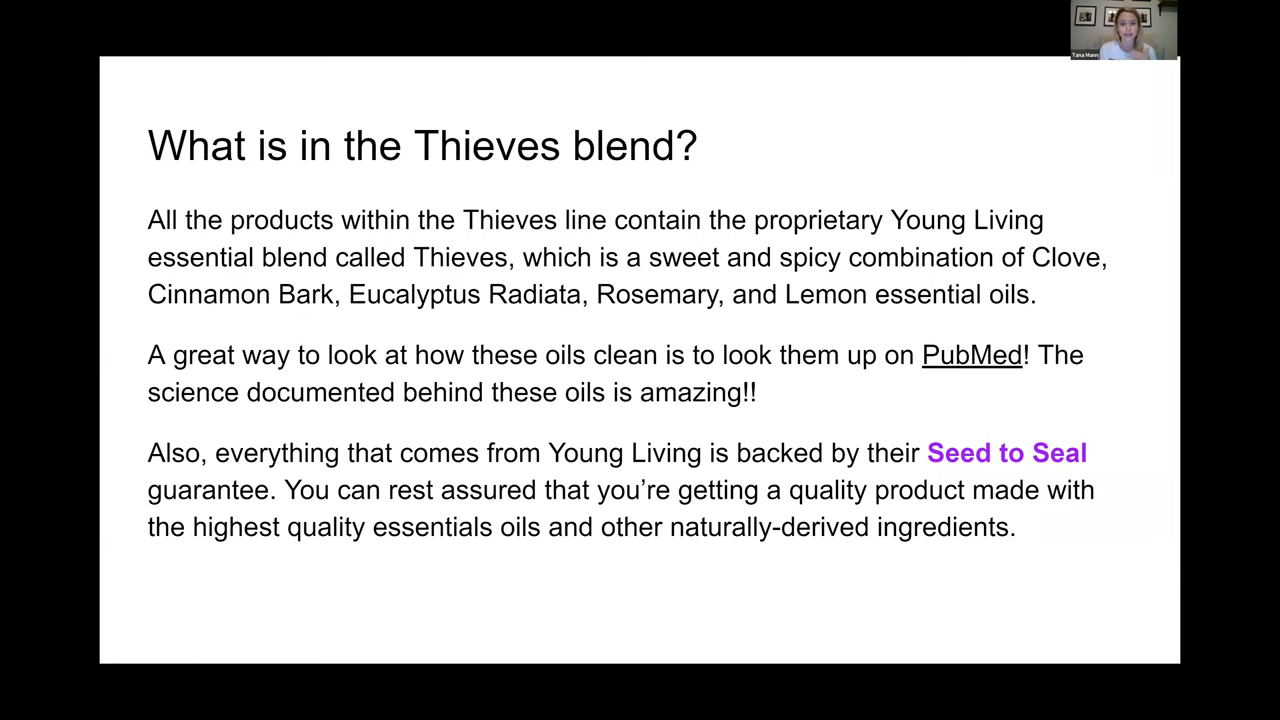 Tana Mann
What is in the Thieves blend?
All the products within the Thieves line contain the proprietary Young Living
essential blend called Thieves, which is a sweet and spicy combination of Clove,
Cinnamon Bark, Eucalyptus Radiata, Rosemary, and Lemon essential oils.
A great way to look at how these oils clean is to look them up on PubMed! The
science documented behind these oils is amazing!!
Also, everything that comes from Young Living is backed by their Seed to Seal
guarantee. You can rest assured that you’re getting a quality product made with
the highest quality essentials oils and other naturally-derived ingredients.